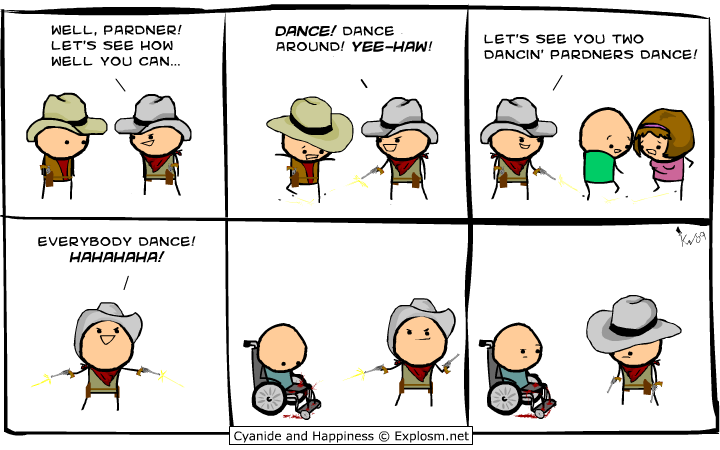 WELL, PARDNER!
LET'S SEE HOW
WELL YOU CAN...
DANCE! DANCE
AROUND! YEE-HAW!
LET'S SEE YOU TWO
DANCIN' PARDNERS DANCE!
EVERYBODY DANCE!
HAHAHAHA!
Cyanide and Happiness © Explosm.net